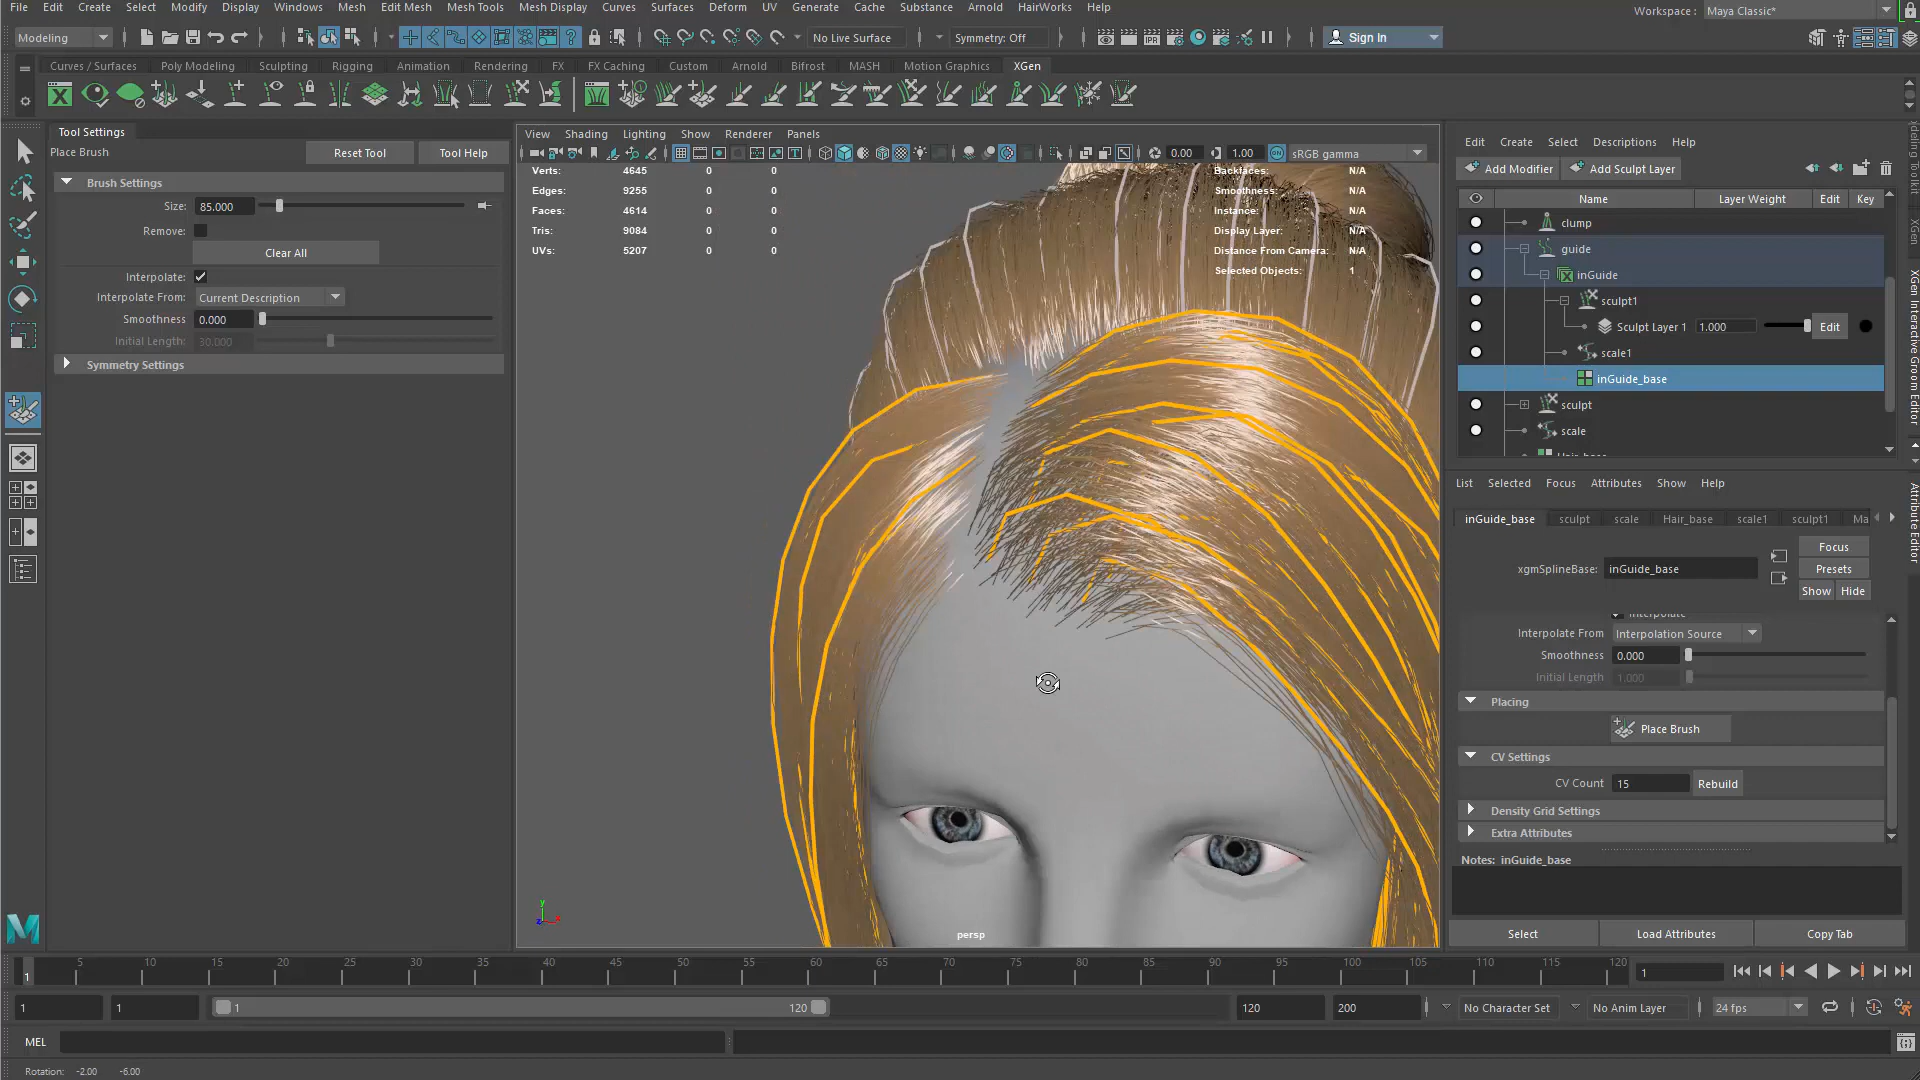 File Edit Create Select Modify Display Windows Mesh Edit Mesh Mesh Tools Mesh Display Curves Surfaces Deform UV Generate Cache Substance Arnold HairWorks Help
Workspace : Maya Classic*
Modeling No Live Surface Symmetry: Off Sign In
Curves / Surfaces Poly Modeling Sculpting Rigging Animation Rendering FX FX Caching Custom Arnold Bifrost MASH Motion Graphics XGen
Tool Settings
Place Brush Reset Tool Tool Help
Brush Settings
Size: 85.000
Remove:
Clear All
Interpolate:
Interpolate From: Current Description
Smoothness 0.000
Initial Length: 30.000
Symmetry Settings
View Shading Lighting Show Renderer Panels
0.00 1.00 sRGB gamma
Verts: 4645 0 0
Edges: 9255 0 0
Faces: 4614 0 0
Tris: 9084 0 0
UVs: 5207 0 0
Backfaces: N/A
Smoothness: N/A
Instance: N/A
Display Layer: N/A
Distance From Camera: N/A
Selected Objects: 1
persp
Edit Create Select Descriptions Help
Add Modifier Add Sculpt Layer
Name Layer Weight Edit Key
clump
guide
inGuide
sculpt1
Sculpt Layer 1 1.000 Edit
scale1
inGuide_base
sculpt
scale
List Selected Focus Attributes Show Help
inGuide_base sculpt scale Hair_base scale1 sculpt1 Ma
Focus
xgmSplineBase: inGuide_base Presets
Show Hide
Interpolate From Interpolation Source
Smoothness 0.000
Initial Length 1.000
Placing
Place Brush
CV Settings
CV Count 15 Rebuild
Density Grid Settings
Extra Attributes
Notes: inGuide_base
Select Load Attributes Copy Tab
XGen
XGen Interactive Groom Editor
Attribute Editor
1 5 10 15 20 25 30 35 40 45 50 55 60 65 70 75 80 85 90 95 100 105 110 115 120 1
1 1 1 120 120 200 No Character Set No Anim Layer 24 fps
MEL
Rotation: -2.00 -6.00